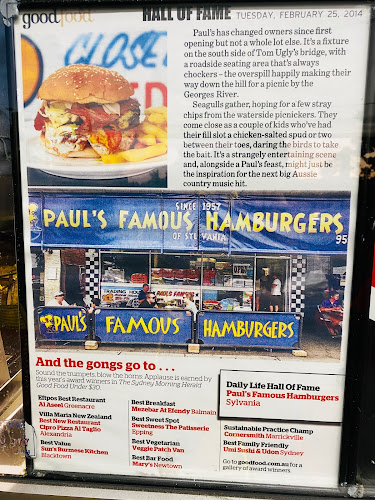 goodfood
HALL OF FAME TUESDAY, FEBRUARY 25, 2014
CLOSE
Paul's has changed owners since first
opening but not a whole lot else. It's a fixture
on the south side of Tom Ugly's bridge, with
a roadside seating area that's always
chockers – the overspill happily making their
way down the hill for a picnic by the
Georges River.
Seagulls gather, hoping for a few stray
chips from the waterside picnickers. They
come close as a couple of kids who've had
their fill slot a chicken-salted spud or two
between their toes, daring the birds to take
the bait. It's a strangely entertaining scene
and, alongside a Paul's feast, might just be
the inspiration for the next big Aussie
country music hit.
SINCE 1957
PAUL'S FAMOUS HAMBURGERS
OF SYLVANIA
95
OPEN
TRADING HOURS
PAUL'S FAMOUS
PAUL'S FAMOUS HAMBURGERS
And the gongs go to . . .
Sound the trumpets, blow the horns. Applause is earned by
this year's award winners in The Sydney Morning Herald
Good Food Under $30.
Eftpos Best Restaurant
Al Aseel Greenacre
Villa Maria New Zealand
Best New Restaurant
Cipro Pizza Al Taglio
Alexandria
Best Value
Sun's Burmese Kitchen
Blacktown
Best Breakfast
Mezebar At Efendy Balmain
Best Sweet Spot
Sweetness The Patisserie
Epping
Best Vegetarian
Veggie Patch Van
Best Bar Food
Mary's Newtown
Daily Life Hall Of Fame
Paul's Famous Hamburgers
Sylvania
Sustainable Practice Champ
Cornersmith Marrickville
Best Family Friendly
Umi Sushi & Udon Sydney
Go to goodfood.com.au for a
gallery of award winners.